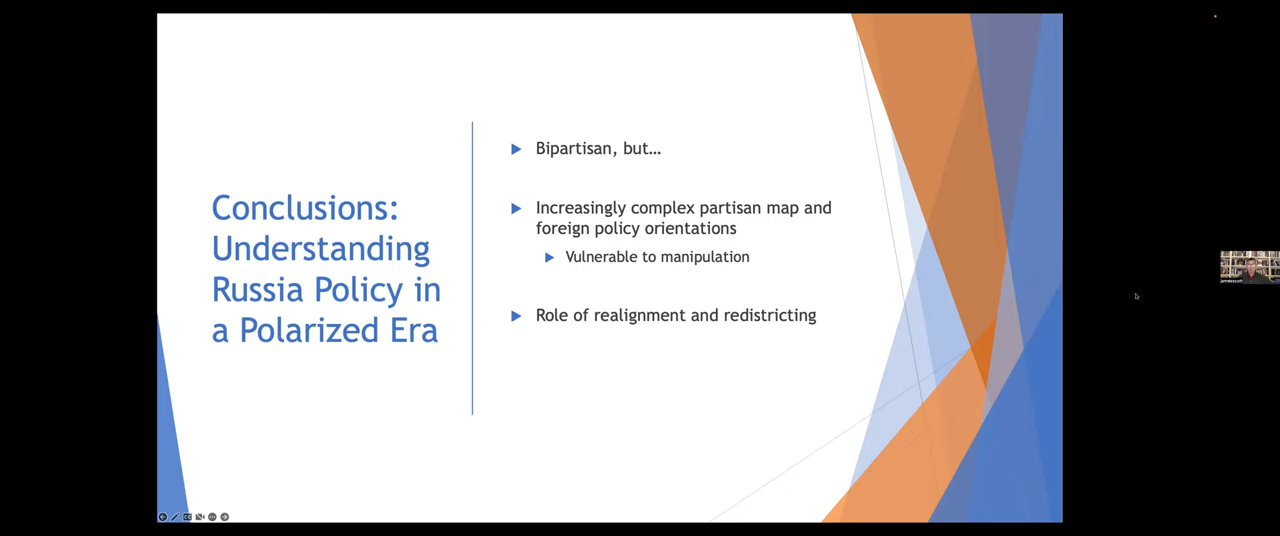 Conclusions:
Understanding
Russia Policy in
a Polarized Era
Bipartisan, but...
Increasingly complex partisan map and
foreign policy orientations
Vulnerable to manipulation
Role of realignment and redistricting